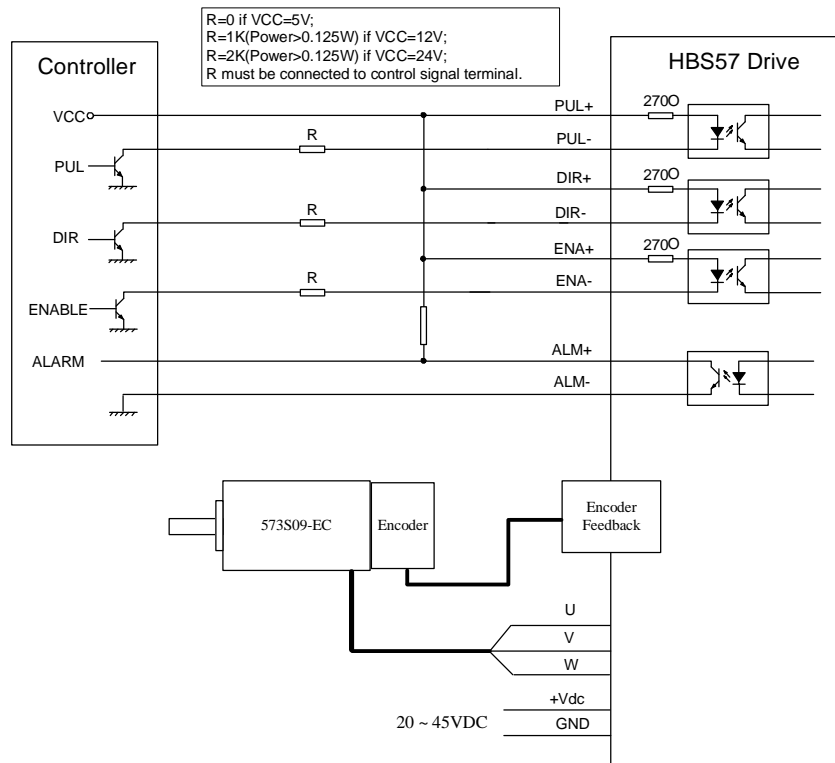 R=0 if VCC=5V;
R=1K(Power>0.125W) if VCC=12V;
R=2K(Power>0.125W) if VCC=24V;
R must be connected to control signal terminal.
Controller
HBS57 Drive
VCC
PUL+
270O
R
PUL-
PUL
DIR+
270O
R
DIR-
DIR
ENA+
270O
R
ENA-
ENABLE
ALARM
ALM+
ALM-
573S09-EC
Encoder
Encoder
Feedback
U
V
W
+Vdc
20 ~ 45VDC
GND